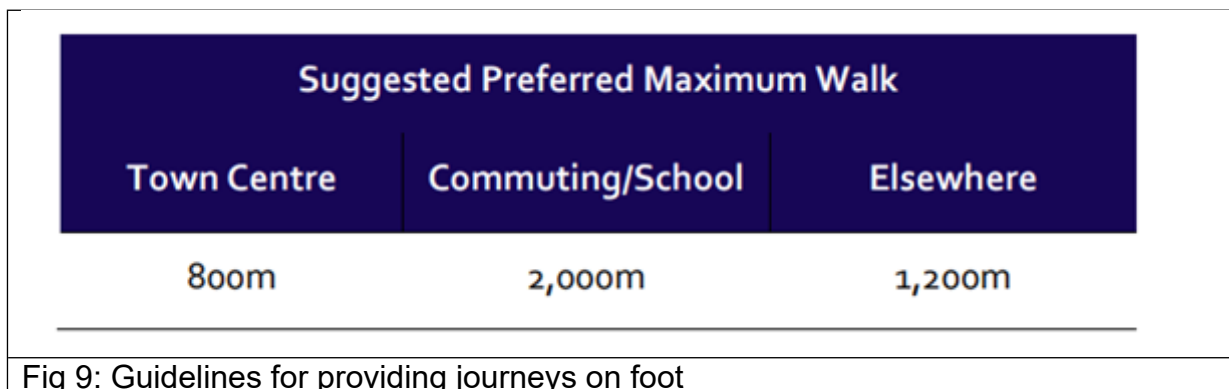 Suggested Preferred Maximum Walk
Town Centre Commuting/School Elsewhere
800m 2,000m 1,200m
Fig 9: Guidelines for providing journeys on foot